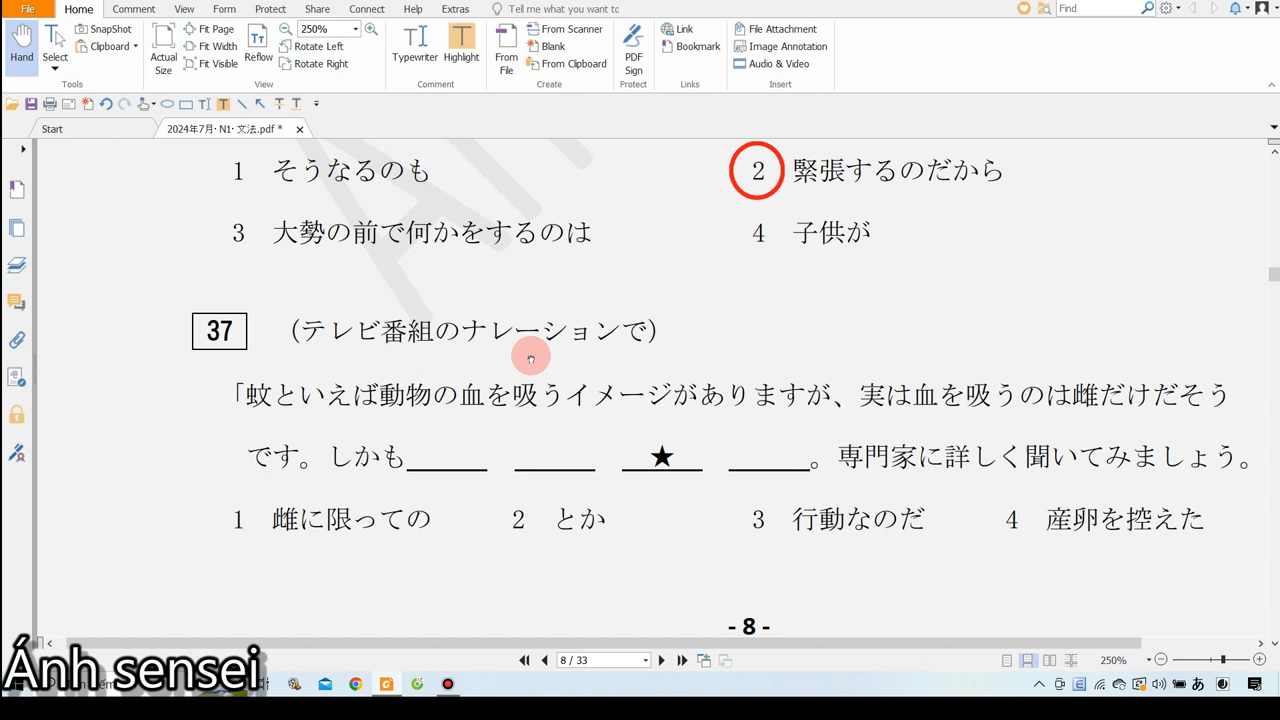 File Home Comment View Form Protect Share Connect Help Extras Tell me what you want to Find
Hand Select SnapShot Clipboard Actual Size Fit Page Fit Width Fit Visible Reflow 250% Rotate Left Rotate Right Typewriter Highlight From File From Scanner Blank From Clipboard PDF Sign Link Bookmark File Attachment Image Annotation Audio & Video
Tools View Comment Create Protect Links Insert
Start 2024年7月· N1· 文法.pdf *
1 そうなるのも 2 緊張するのだから
3 大勢の前で何かをするのは 4 子供が
37 （テレビ番組のナレーションで）
「蚊といえば動物の血を吸うイメージがありますが、実は血を吸うのは雌だけだそう
です。しかも ★ 。専門家に詳しく聞いてみましょう。
1 雌に限っての 2 とか 3 行動なのだ 4 産卵を控えた
- 8 -
8 / 33 250%
Ánh sensei